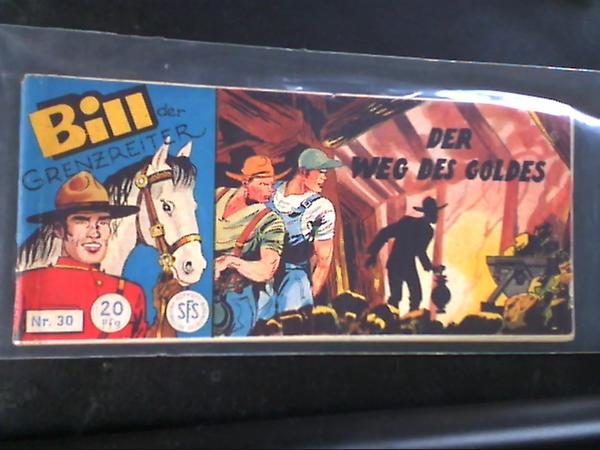 Bill der
GRENZREITER
DER
WEG DES GOLDES
Nr. 30
20
Pfg
SFS